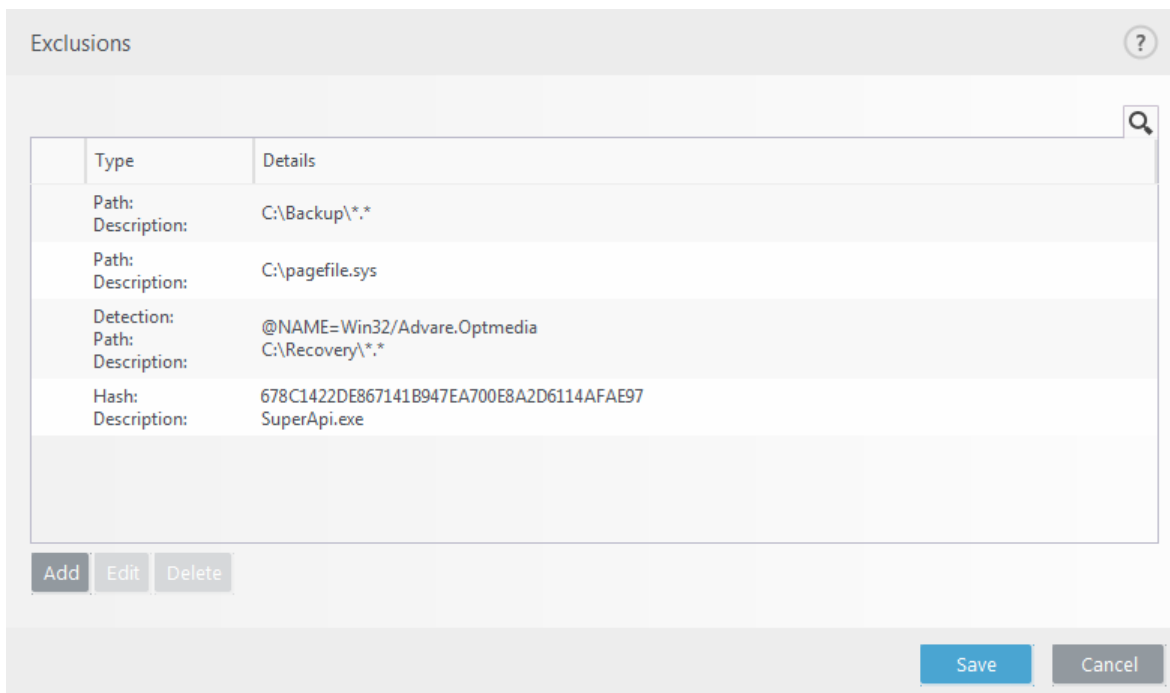 Exclusions
?
Type Details
Path:
Description:
C:\Backup\*.*
Path:
Description:
C:\pagefile.sys
Detection:
Path:
Description:
@NAME=Win32/Advare.Optmedia
C:\Recovery\*.*
Hash:
Description:
678C1422DE867141B947EA700E8A2D6114AFAE97
SuperApi.exe
Add Edit Delete
Save Cancel